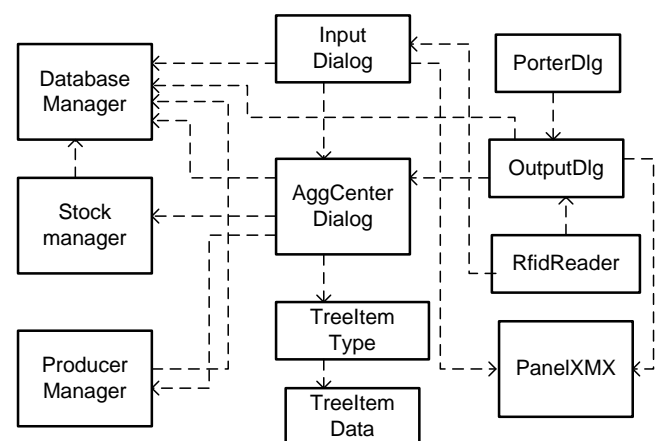 Input
Dialog
PorterDlg
Database
Manager
OutputDlg
AggCenter
Dialog
Stock
manager
RfidReader
TreeItem
Type
PanelXMX
Producer
Manager
TreeItem
Data